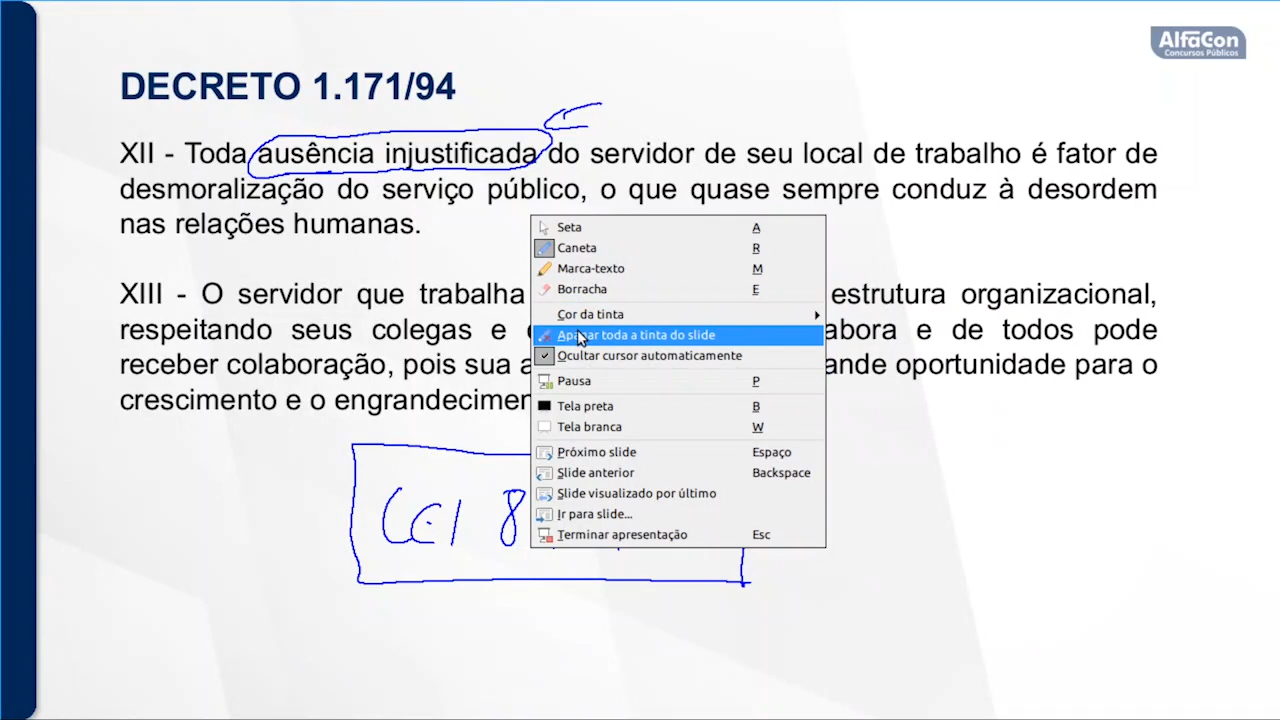 AlfaCon
Concursos Públicos
DECRETO 1.171/94
XII - Toda ausência injustificada do servidor de seu local de trabalho é fator de
desmoralização do serviço público, o que quase sempre conduz à desordem
nas relações humanas.
XIII - O servidor que trabalha estrutura organizacional,
respeitando seus colegas e abora e de todos pode
receber colaboração, pois sua a ande oportunidade para o
crescimento e o engrandecimen
Seta A
Caneta R
Marca-texto M
Borracha E
Cor da tinta
Apagar toda a tinta do slide
Ocultar cursor automaticamente
Pausa P
Tela preta B
Tela branca W
Próximo slide Espaço
Slide anterior Backspace
Slide visualizado por último
Ir para slide...
Terminar apresentação Esc
Lei 8